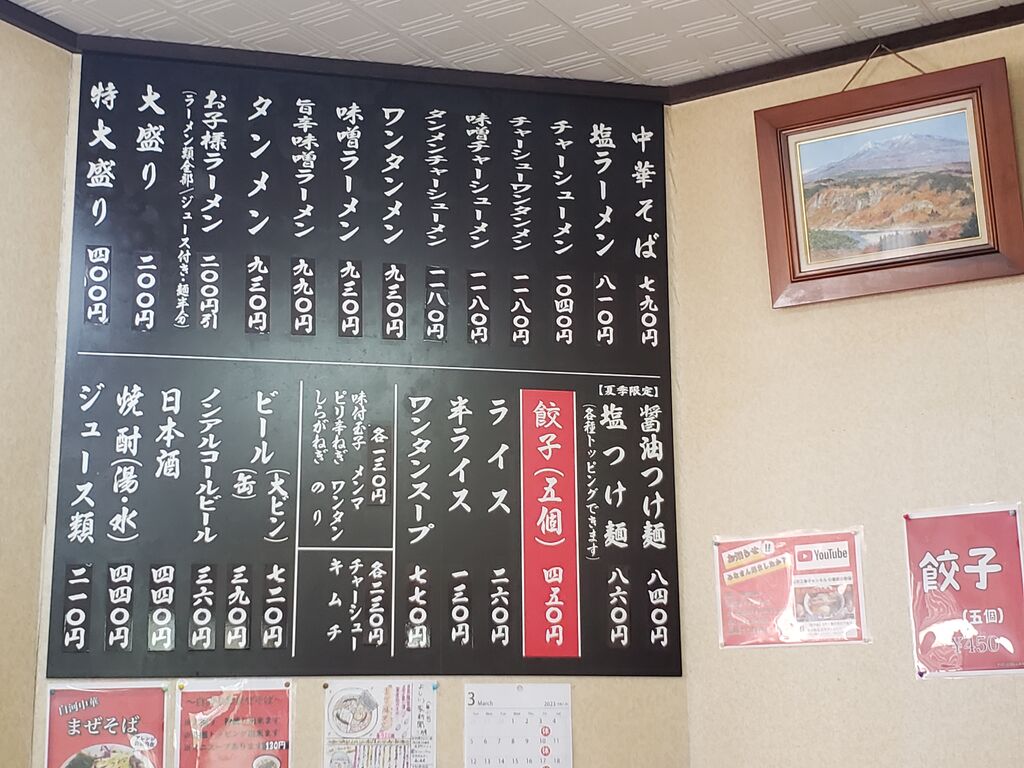 中華そば 七九〇円
塩ラーメン 八一〇円
チャーシューメン 一〇四〇円
チャーシューワンタンメン 一一八〇円
味噌チャーシューメン 一一八〇円
タンメンチャーシューメン 一一八〇円
ワンタンメン 九三〇円
味噌ラーメン 九三〇円
旨辛味噌ラーメン 九九〇円
タンメン 九三〇円
お子様ラーメン 二〇〇円引
(ラーメン類全部/ジュース付き・麺半分)
大盛り 二〇〇円
特大盛り 四〇〇円
【夏季限定】
醤油つけ麺 八四〇円
塩つけ麺 八六〇円
(各種トッピングできます)
餃子(五個) 四五〇円
ライス 二六〇円
半ライス 一三〇円
ワンタンスープ 七七〇円
各一三〇円
味付玉子 メンマ
ピリ辛ねぎ ワンタン
しらがねぎ のり
各二三〇円
チャーシュー
キムチ
ビール(大ビン) 七二〇円
(缶) 三九〇円
ノンアルコールビール 三六〇円
日本酒 四四〇円
焼酎(湯・水) 四四〇円
ジュース類 二一〇円
お知らせ!!
YouTube
餃子
(五個)
¥450
白河中華
まぜそば
3 March 2023